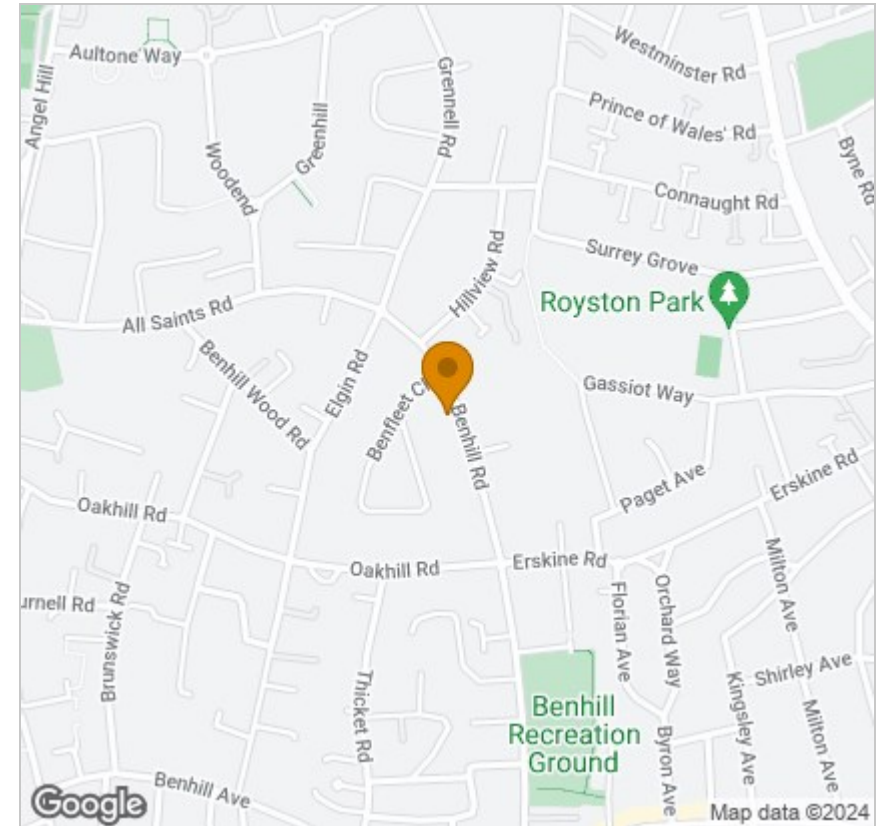 Aultone Way
Westminster Rd
Angel Hill
Grennell Rd
Greenhill
Prince of Wales' Rd
Woodend
Byne Rd
Connaught Rd
Hillview Rd
Surrey Grove
Royston Park
All Saints Rd
Benhill Wood Rd
Elgin Rd
Benfleet Cl
Gassiot Way
Benhill Rd
Paget Ave
Erskine Rd
Oakhill Rd
Oakhill Rd
Erskine Rd
Milton Ave
urnell Rd
Brunswick Rd
Florian Ave
Orchard Way
Thicket Rd
Shirley Ave
Kingsley Ave
Milton Ave
Benhill
Recreation
Ground
Byron Ave
Benhill Ave
Google
Map data ©2024